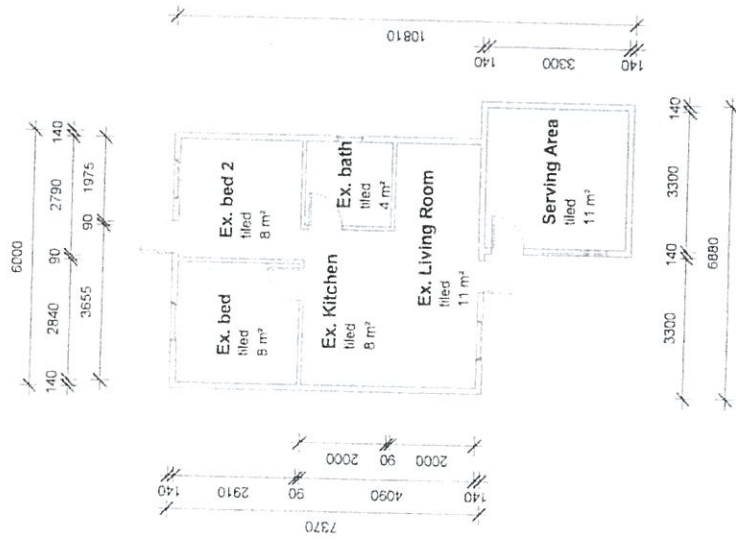 6000
140
2840
90
2790
140
3655
90
1975
Ex. bed
tiled
8 m²
Ex. bed 2
tiled
8 m²
Ex. Kitchen
tiled
8 m²
Ex. bath
tiled
4 m²
Ex. Living Room
tiled
11 m²
Serving Area
tiled
11 m²
7370
140
2910
90
4090
140
2000
90
2000
10810
140
3300
140
3300
140
3300
140
6880